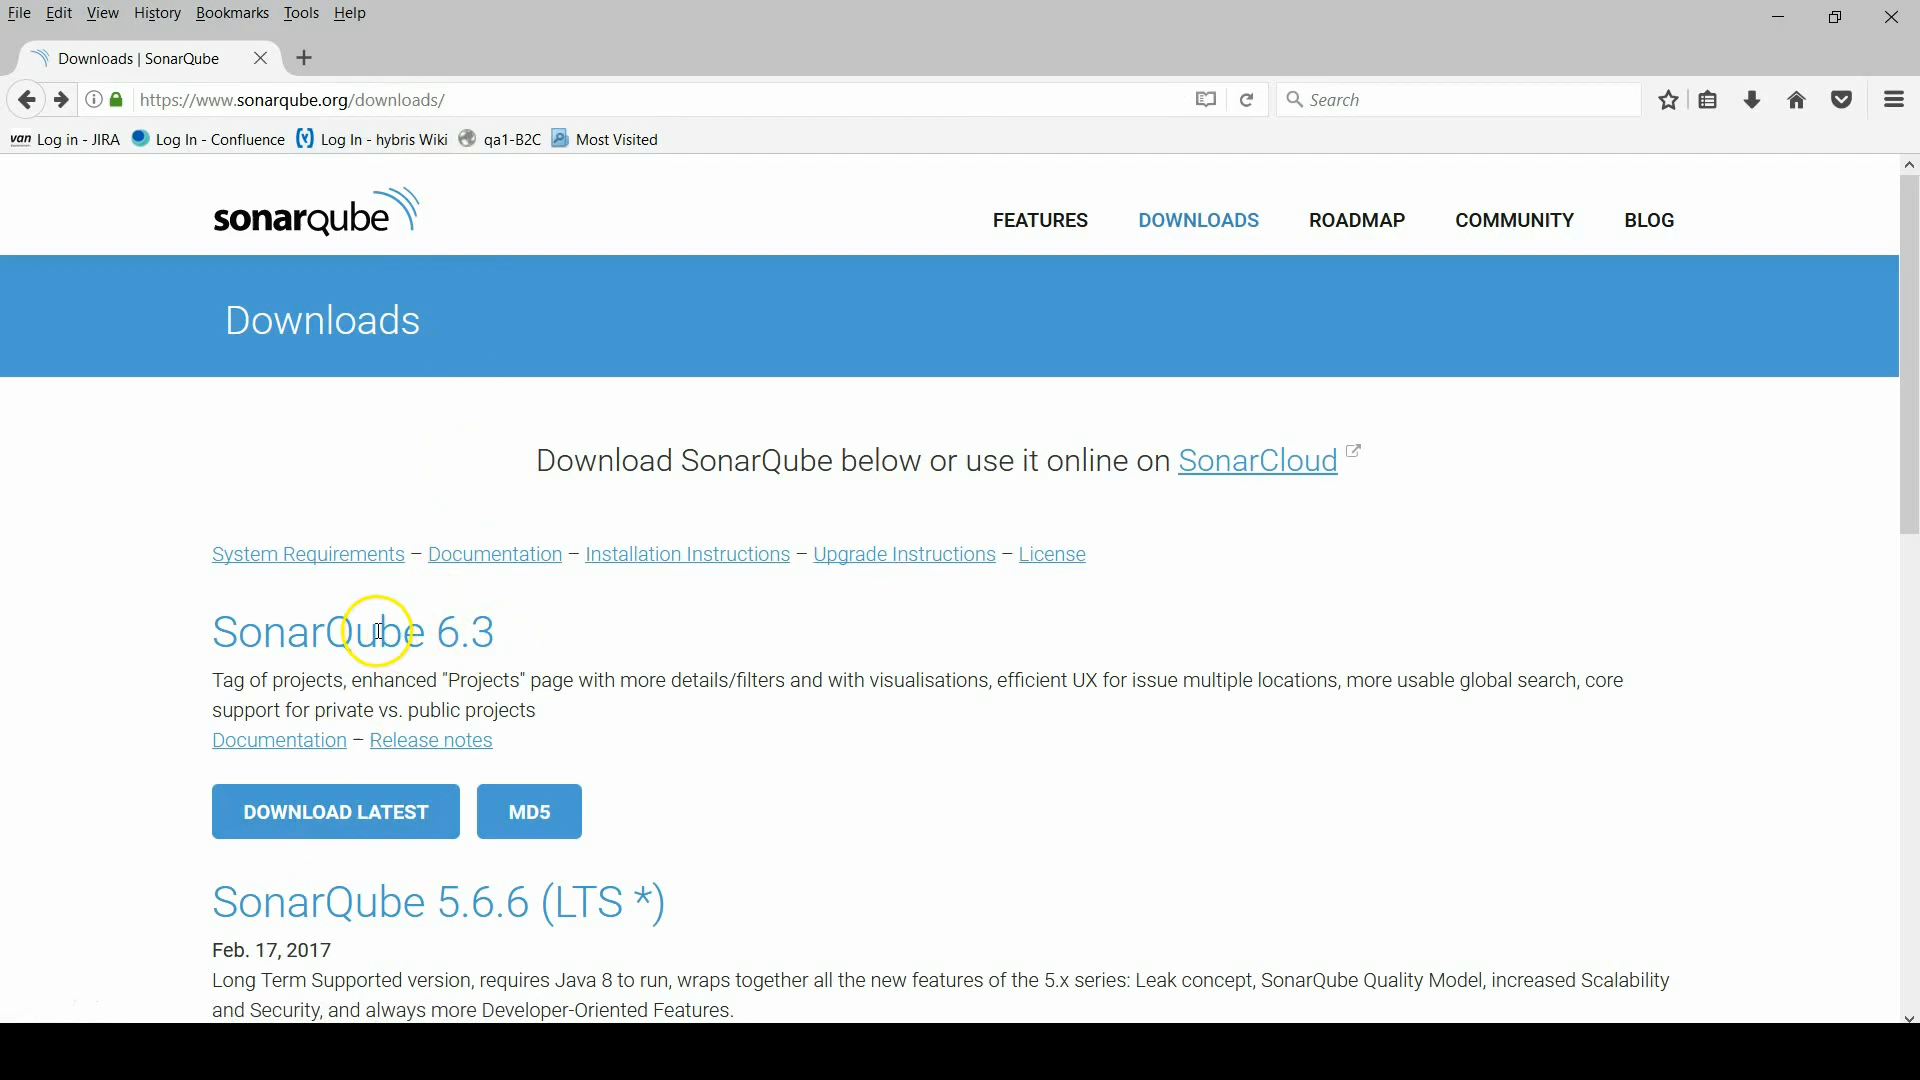 File Edit View History Bookmarks Tools Help
Downloads | SonarQube
https://www.sonarqube.org/downloads/
Search
van Log in - JIRA Log In - Confluence Log In - hybris Wiki qa1-B2C Most Visited
sonarqube
FEATURES DOWNLOADS ROADMAP COMMUNITY BLOG
Downloads
Download SonarQube below or use it online on SonarCloud
System Requirements – Documentation – Installation Instructions – Upgrade Instructions – License
SonarQube 6.3
Tag of projects, enhanced "Projects" page with more details/filters and with visualisations, efficient UX for issue multiple locations, more usable global search, core
support for private vs. public projects
Documentation – Release notes
DOWNLOAD LATEST MD5
SonarQube 5.6.6 (LTS *)
Feb. 17, 2017
Long Term Supported version, requires Java 8 to run, wraps together all the new features of the 5.x series: Leak concept, SonarQube Quality Model, increased Scalability
and Security, and always more Developer-Oriented Features.